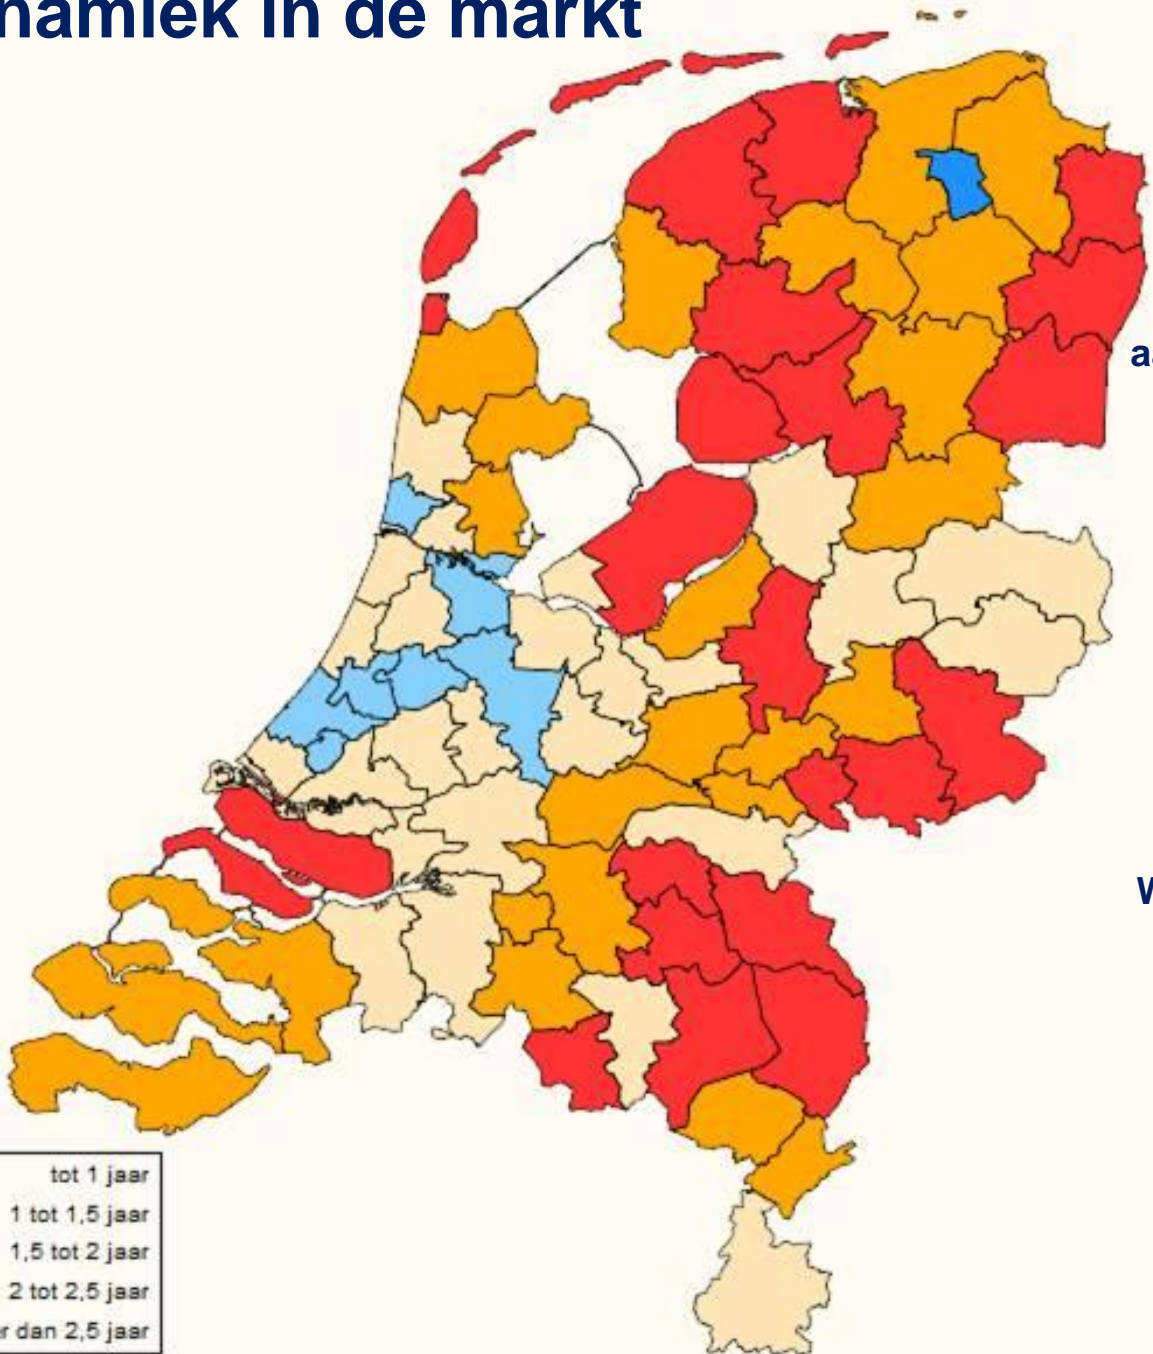 namiek in de markt
tot 1 jaar
1 tot 1,5 jaar
1,5 tot 2 jaar
2 tot 2,5 jaar
r dan 2,5 jaar